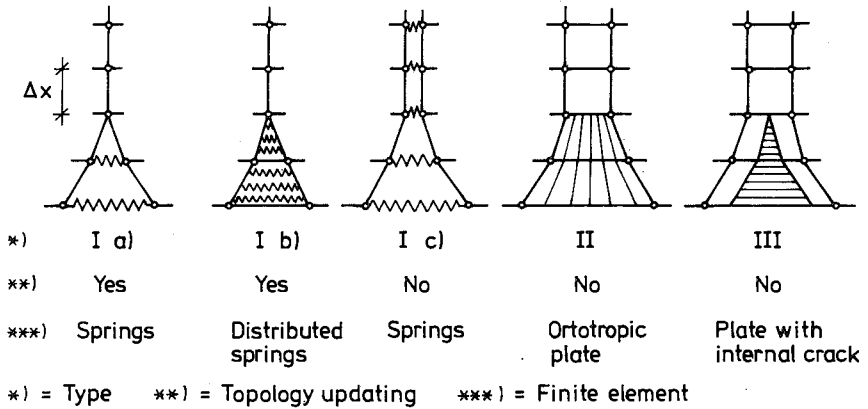 Δx
*) I a) I b) I c) II III
**) Yes Yes No No No
***) Springs Distributed springs Springs Ortotropic plate Plate with internal crack
*) = Type **) = Topology updating ***) = Finite element